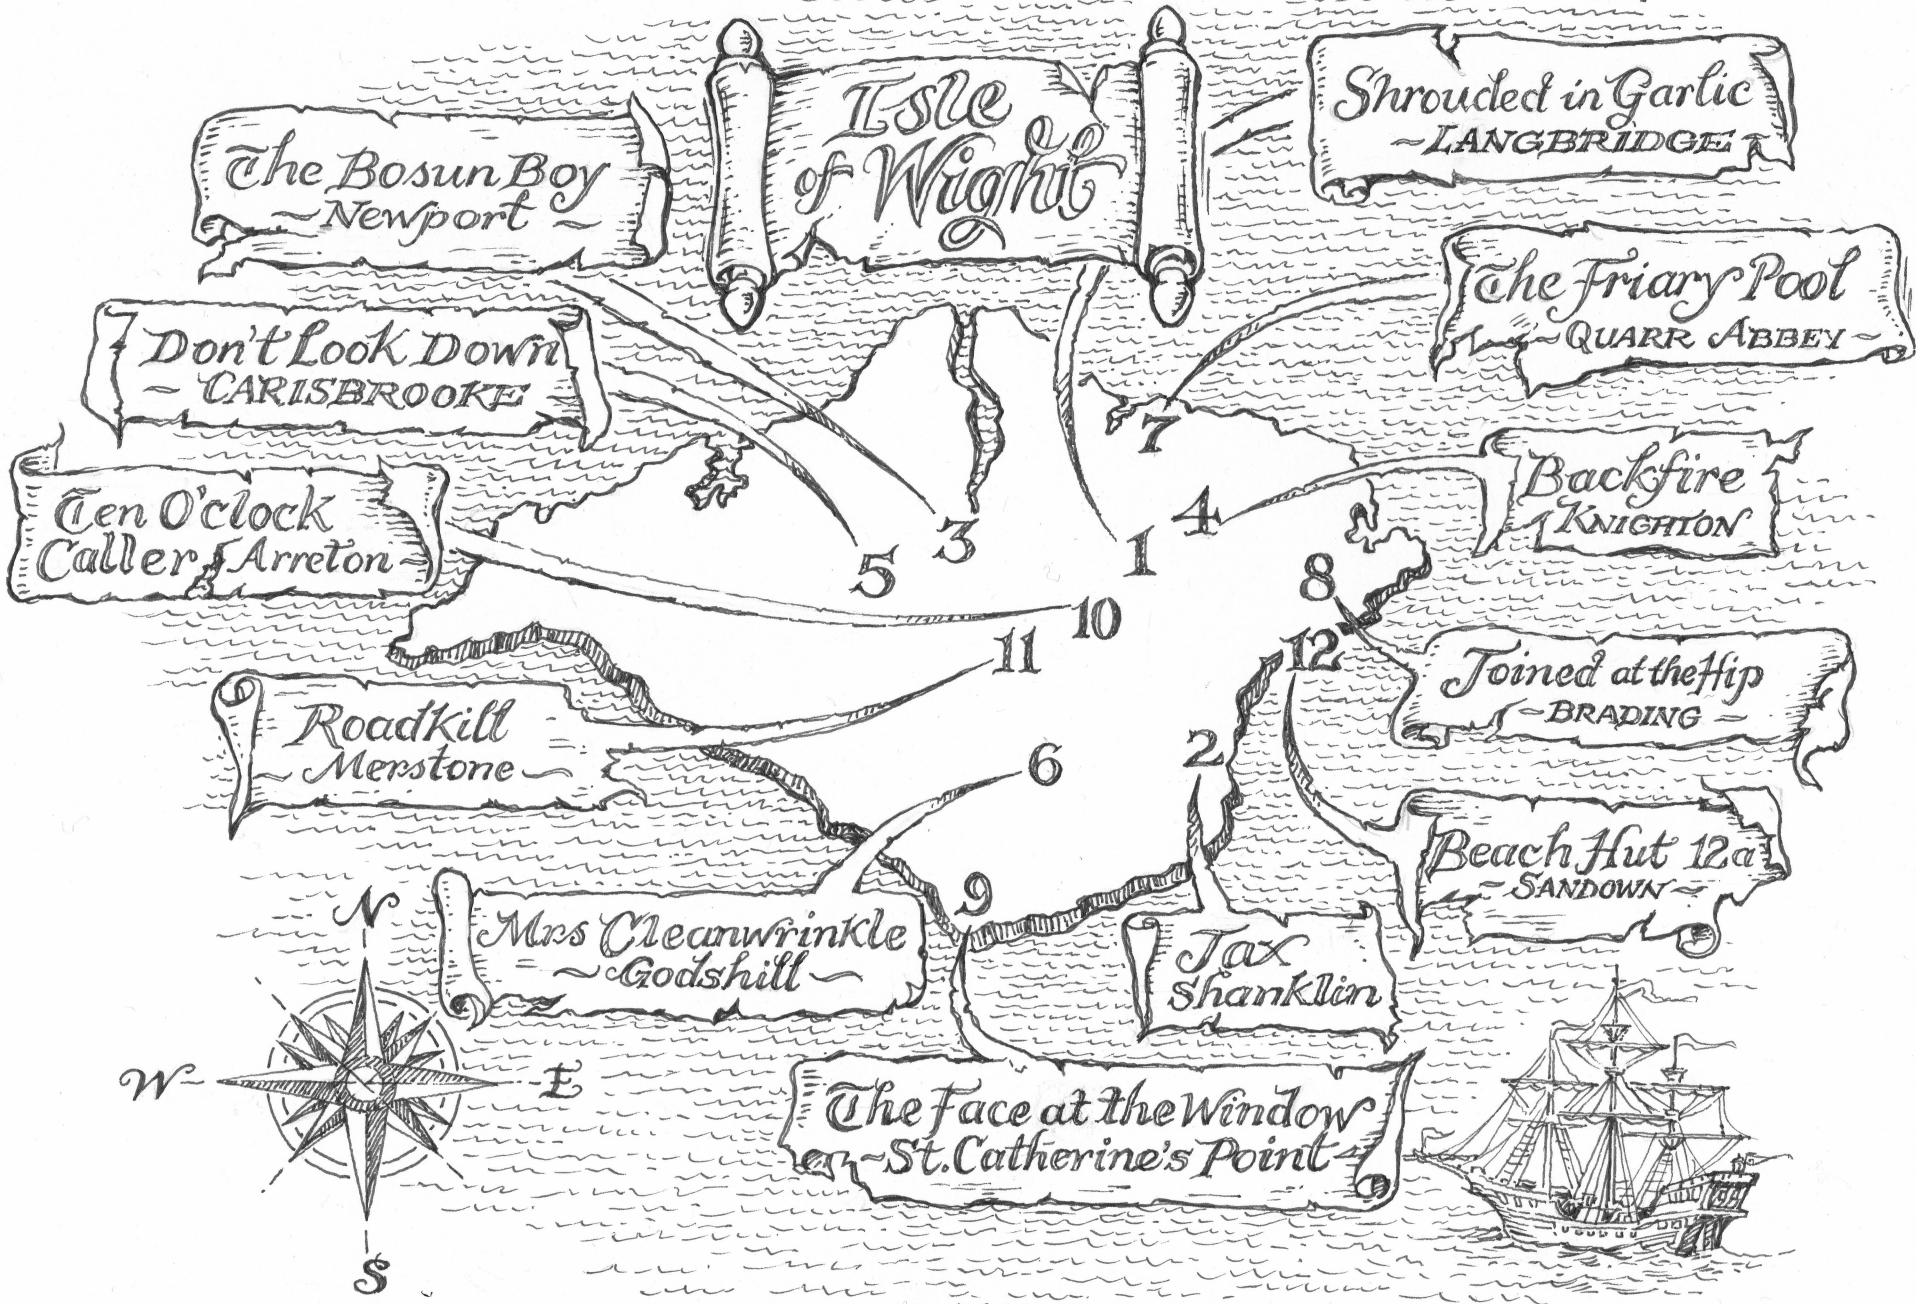 Isle
of Wight
Shrouded in Garlic
~LANGBRIDGE~
The Bosun Boy
~Newport~
The Friary Pool
~QUARR ABBEY~
Don't Look Down
~CARISBROOKE
Backfire
KNIGHTON
Ten O'clock
Caller, Arreton~
7
4
3
1
5
8
10
11
12
Joined at the Hip
~BRADING~
Roadkill
~Merstone~
2
6
Beach Hut 12a
~SANDOWN~
9
Mrs Cleanwrinkle
~Godshill~
Jax
Shanklin
The Face at the Window
~St. Catherine's Point~
N
W
E
S